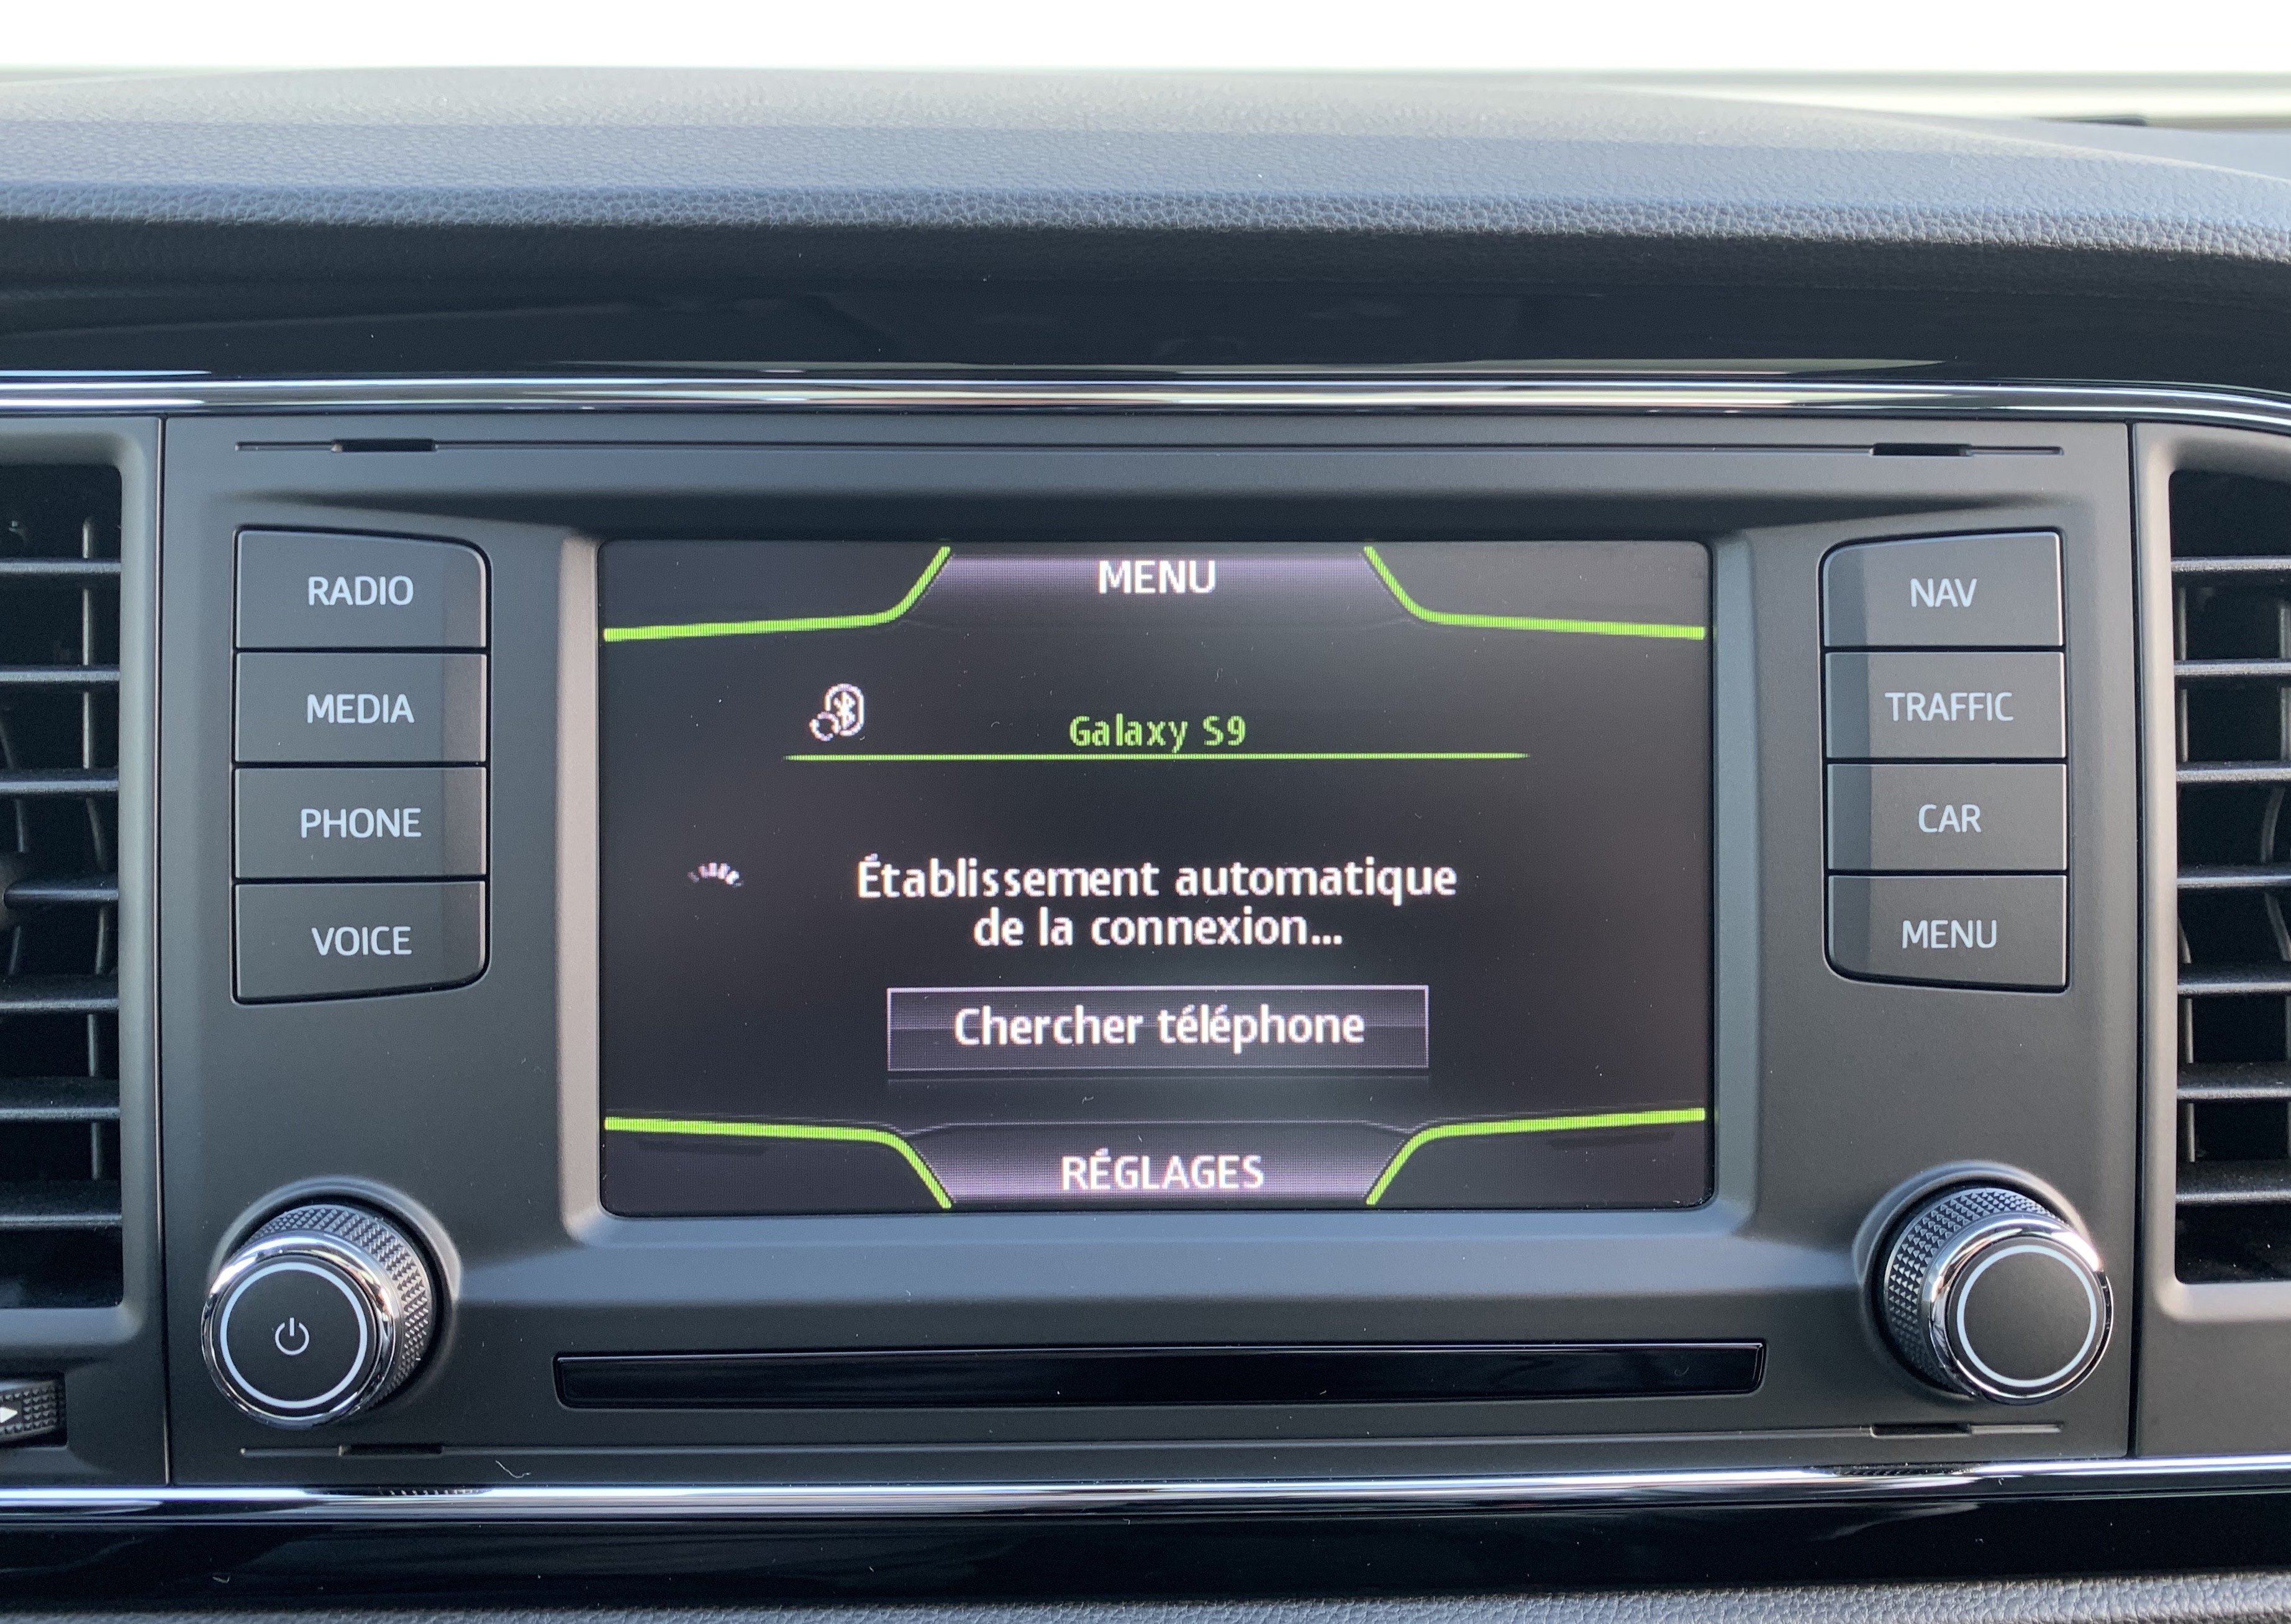 RADIO
MEDIA
PHONE
VOICE
MENU
Galaxy S9
Établissement automatique
de la connexion...
Chercher téléphone
RÉGLAGES
NAV
TRAFFIC
CAR
MENU